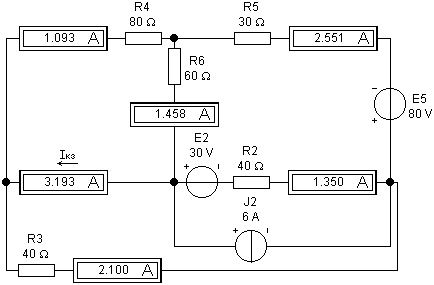 R4
80 Ω
R5
30 Ω
1.093 A
2.551 A
R6
60 Ω
- E5
+ 80 V
1.458 A
E2
30 V
Iкз
R2
40 Ω
+ '
3.193 A
1.350 A
J2
6 A
+ '
R3
40 Ω
2.100 A